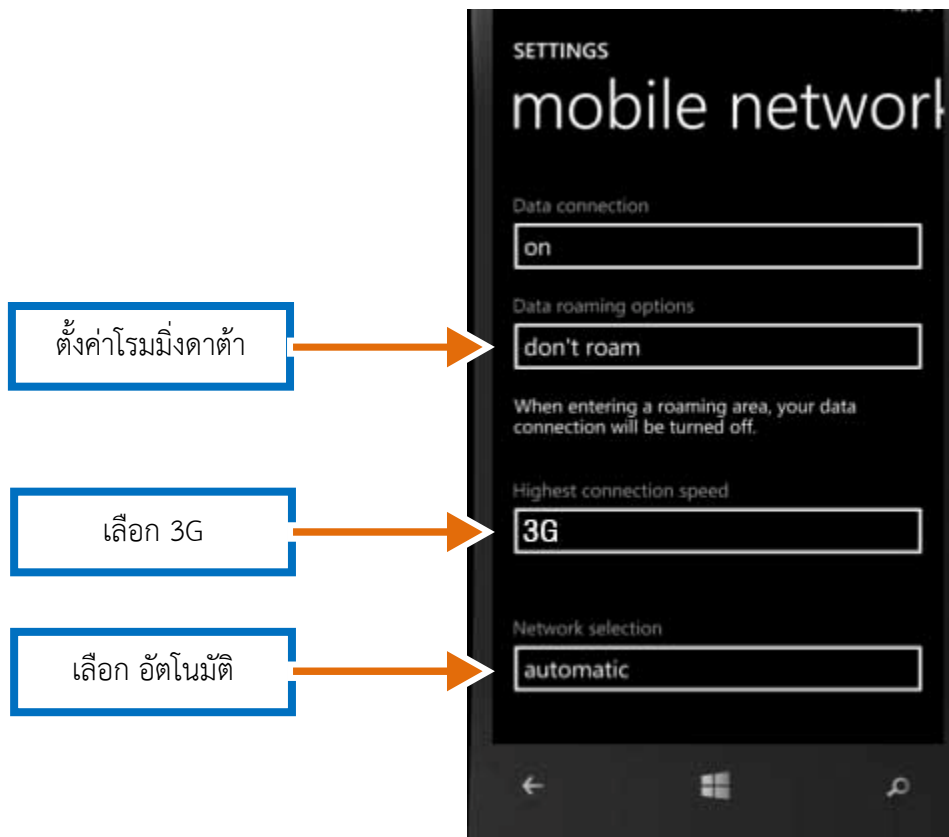 SETTINGS
mobile network
Data connection
on
ตั้งค่าโรมมิ่งดาต้า
Data roaming options
don't roam
When entering a roaming area, your data
connection will be turned off.
Highest connection speed
เลือก 3G
3G
Network selection
เลือก อัตโนมัติ
automatic